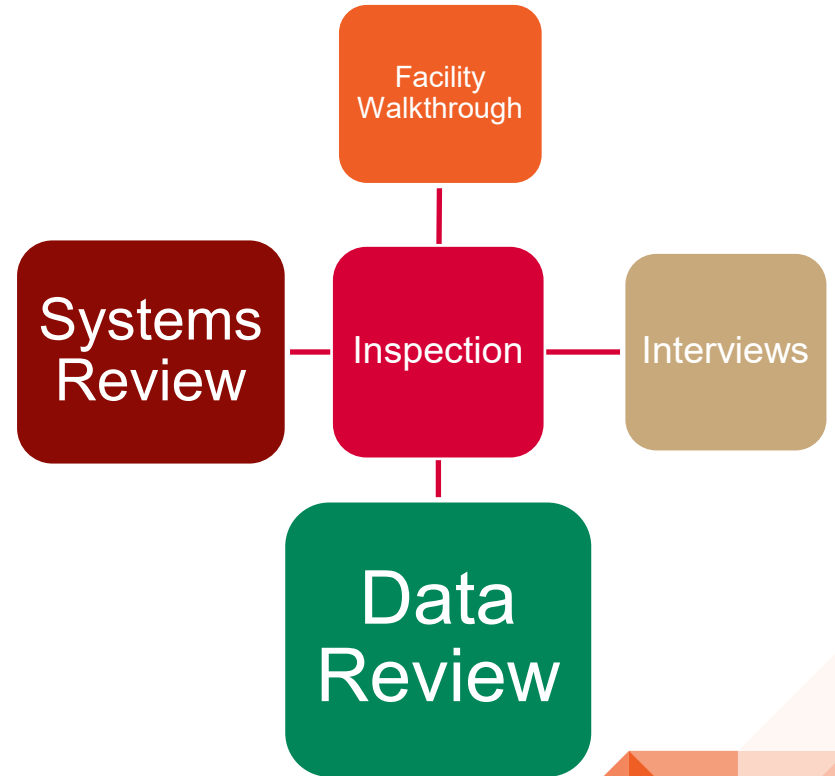 Facility
Walkthrough
Systems
Review
Inspection
Interviews
Data
Review